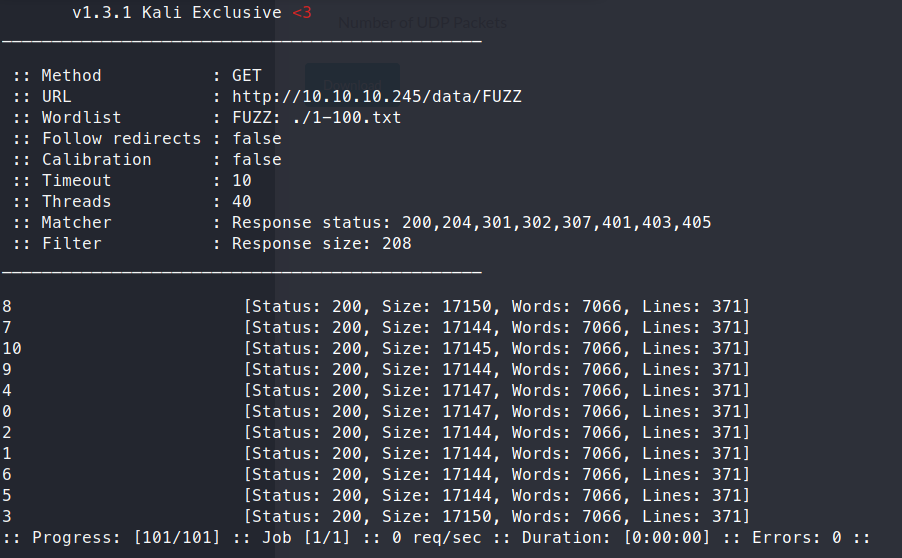 v1.3.1 Kali Exclusive <3
Number of UDP Packets
________________________________________________
:: Method : GET
:: URL : http://10.10.10.245/data/FUZZ
:: Wordlist : FUZZ: ./1-100.txt
:: Follow redirects : false
:: Calibration : false
:: Timeout : 10
:: Threads : 40
:: Matcher : Response status: 200,204,301,302,307,401,403,405
:: Filter : Response size: 208
________________________________________________
8 [Status: 200, Size: 17150, Words: 7066, Lines: 371]
7 [Status: 200, Size: 17144, Words: 7066, Lines: 371]
10 [Status: 200, Size: 17145, Words: 7066, Lines: 371]
9 [Status: 200, Size: 17144, Words: 7066, Lines: 371]
4 [Status: 200, Size: 17147, Words: 7066, Lines: 371]
0 [Status: 200, Size: 17147, Words: 7066, Lines: 371]
2 [Status: 200, Size: 17144, Words: 7066, Lines: 371]
1 [Status: 200, Size: 17144, Words: 7066, Lines: 371]
6 [Status: 200, Size: 17144, Words: 7066, Lines: 371]
5 [Status: 200, Size: 17144, Words: 7066, Lines: 371]
3 [Status: 200, Size: 17150, Words: 7066, Lines: 371]
:: Progress: [101/101] :: Job [1/1] :: 0 req/sec :: Duration: [0:00:00] :: Errors: 0 ::